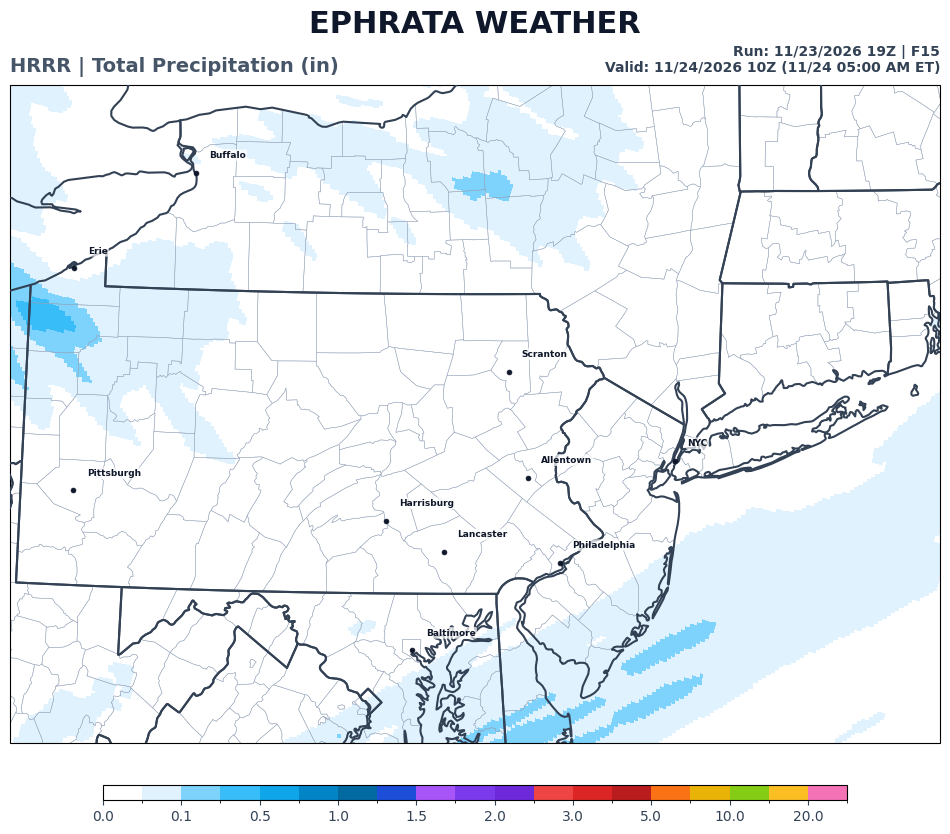 EPHRATA WEATHER
HRRR | Total Precipitation (in)
Run: 11/23/2026 19Z | F15
Valid: 11/24/2026 10Z (11/24 05:00 AM ET)
Buffalo
Erie
Scranton
NYC
Allentown
Pittsburgh
Harrisburg
Lancaster
Philadelphia
Baltimore
0.0 0.1 0.5 1.0 1.5 2.0 3.0 5.0 10.0 20.0